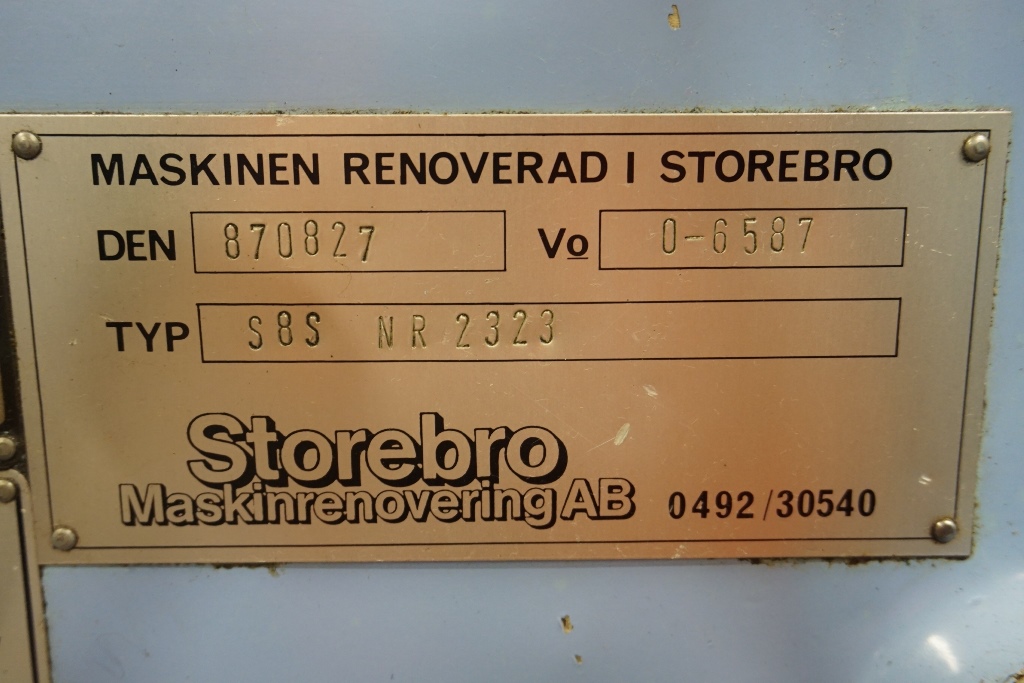 MASKINEN RENOVERAD I STOREBRO
DEN 870827 Vo 0-6587
TYP S8S NR 2323
Storebro
Maskinrenovering AB 0492/30540